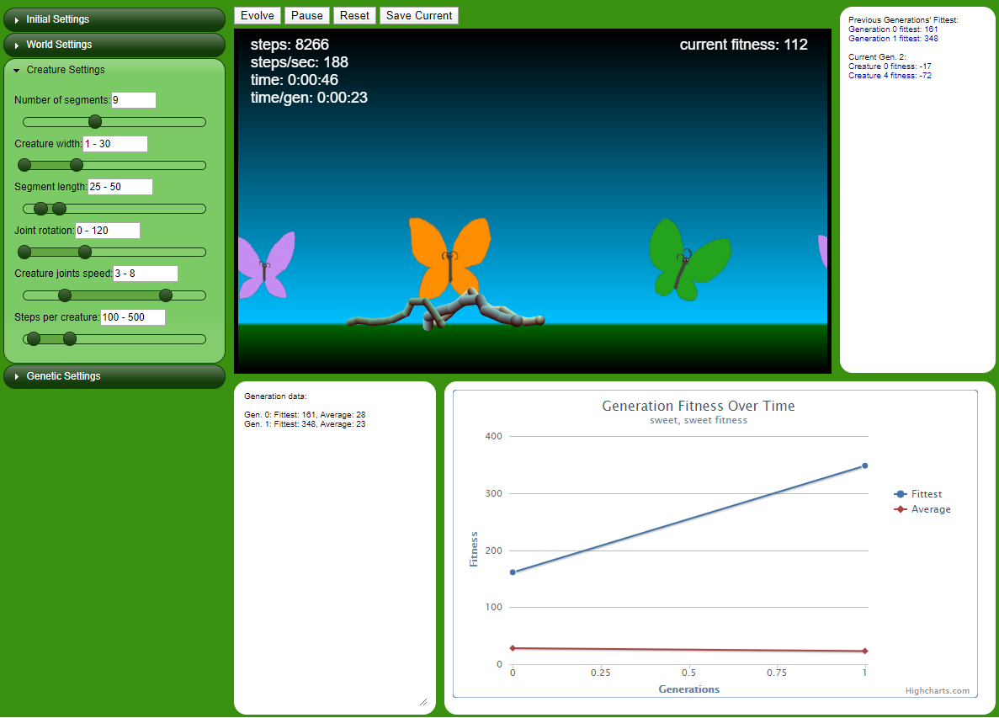 Initial Settings
World Settings
Creature Settings
Number of segments: 9
Creature width: 1 - 30
Segment length: 25 - 50
Joint rotation: 0 - 120
Creature joints speed: 3 - 8
Steps per creature: 100 - 500
Genetic Settings
Evolve Pause Reset Save Current
steps: 8266
steps/sec: 188
time: 0:00:46
time/gen: 0:00:23
current fitness: 112
Previous Generations' Fittest:
Generation 0 fittest: 161
Generation 1 fittest: 348
Current Gen. 2:
Creature 0 fitness: -17
Creature 4 fitness: -72
Generation data:
Gen. 0: Fittest: 161, Average: 28
Gen. 1: Fittest: 348, Average: 23
Generation Fitness Over Time
sweet, sweet fitness
400
300
200
100
0
Fitness
0 0.25 0.5 0.75 1
Generations
Fittest
Average
Highcharts.com